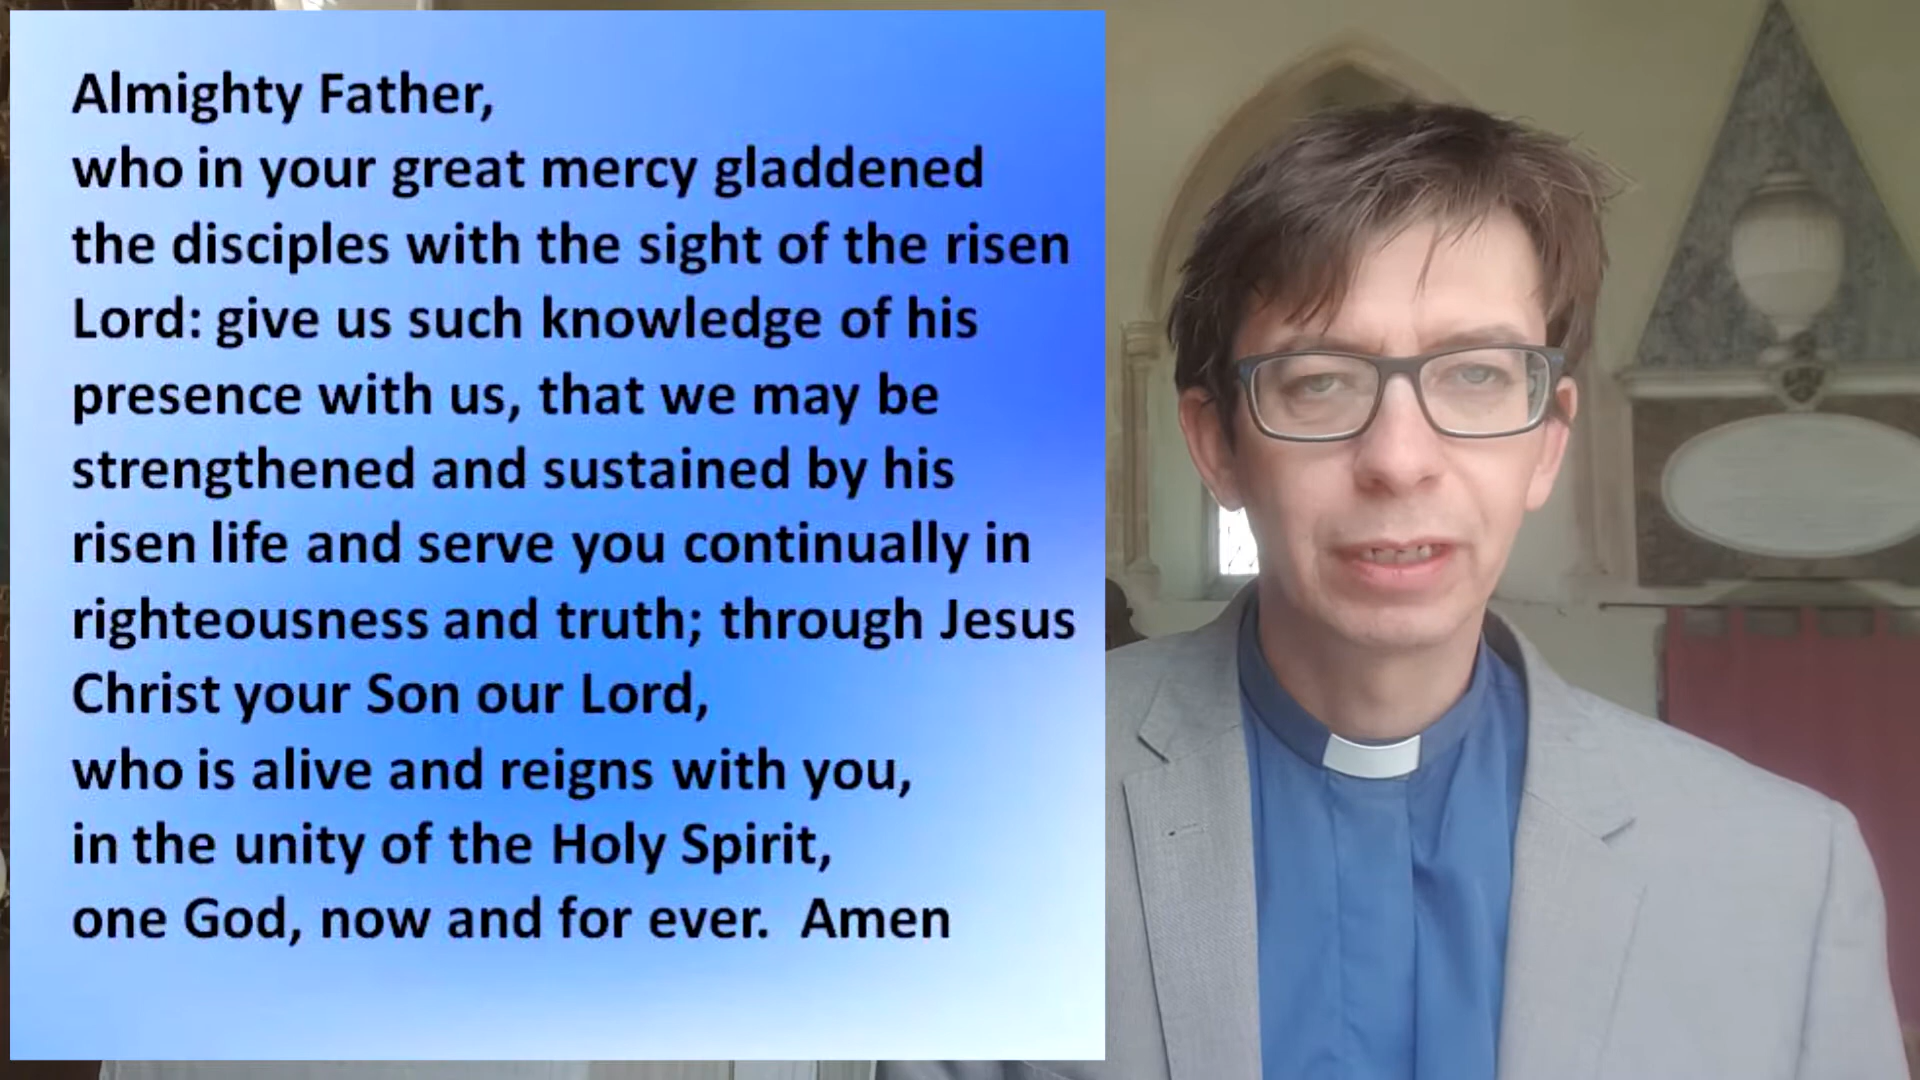 Almighty Father,
who in your great mercy gladdened
the disciples with the sight of the risen
Lord: give us such knowledge of his
presence with us, that we may be
strengthened and sustained by his
risen life and serve you continually in
righteousness and truth; through Jesus
Christ your Son our Lord,
who is alive and reigns with you,
in the unity of the Holy Spirit,
one God, now and for ever.  Amen